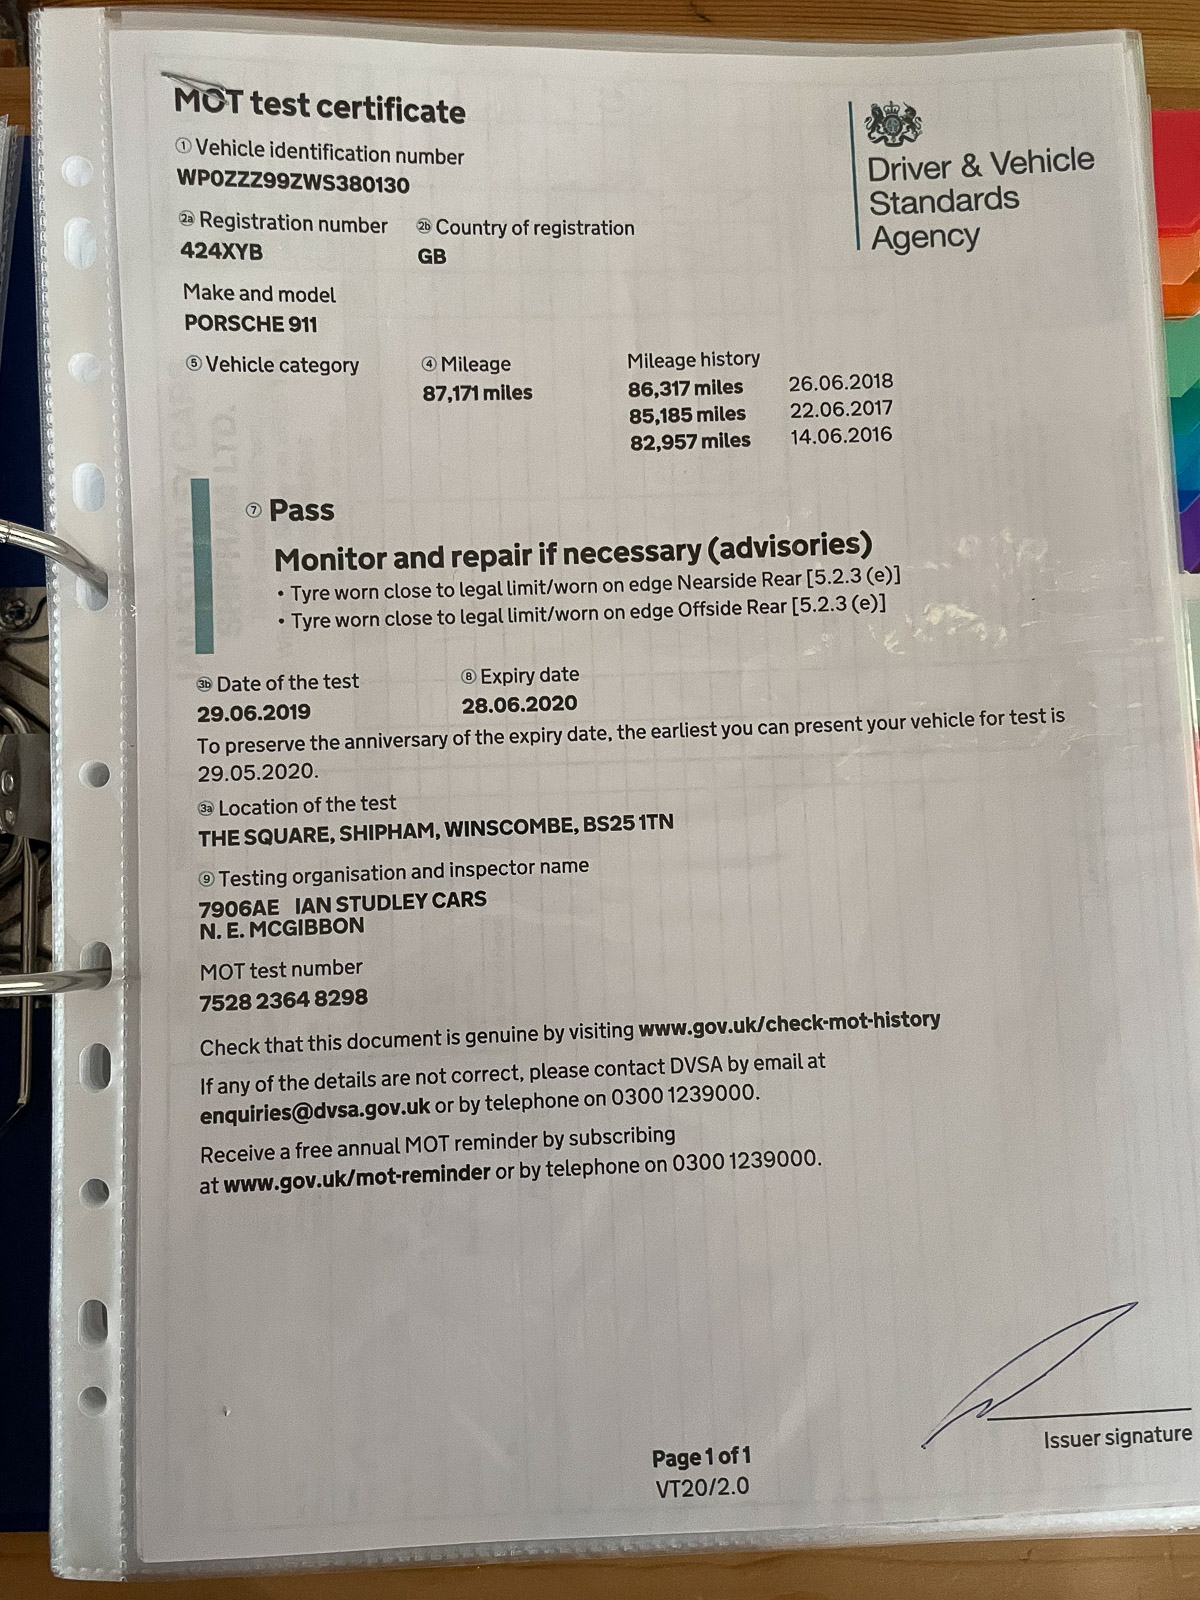 MOT test certificate
① Vehicle identification number
WP0ZZZ99ZWS380130
2a Registration number 2b Country of registration
424XYB GB
Make and model
PORSCHE 911
⑤ Vehicle category ④ Mileage Mileage history
87,171 miles 86,317 miles 26.06.2018
85,185 miles 22.06.2017
82,957 miles 14.06.2016
Driver & Vehicle
Standards
Agency
⑦ Pass
Monitor and repair if necessary (advisories)
• Tyre worn close to legal limit/worn on edge Nearside Rear [5.2.3 (e)]
• Tyre worn close to legal limit/worn on edge Offside Rear [5.2.3 (e)]
3b Date of the test ⑧ Expiry date
29.06.2019 28.06.2020
To preserve the anniversary of the expiry date, the earliest you can present your vehicle for test is
29.05.2020.
3a Location of the test
THE SQUARE, SHIPHAM, WINSCOMBE, BS25 1TN
⑨ Testing organisation and inspector name
7906AE IAN STUDLEY CARS
N. E. MCGIBBON
MOT test number
7528 2364 8298
Check that this document is genuine by visiting www.gov.uk/check-mot-history
If any of the details are not correct, please contact DVSA by email at
enquiries@dvsa.gov.uk or by telephone on 0300 1239000.
Receive a free annual MOT reminder by subscribing
at www.gov.uk/mot-reminder or by telephone on 0300 1239000.
Issuer signature
Page 1 of 1
VT20/2.0